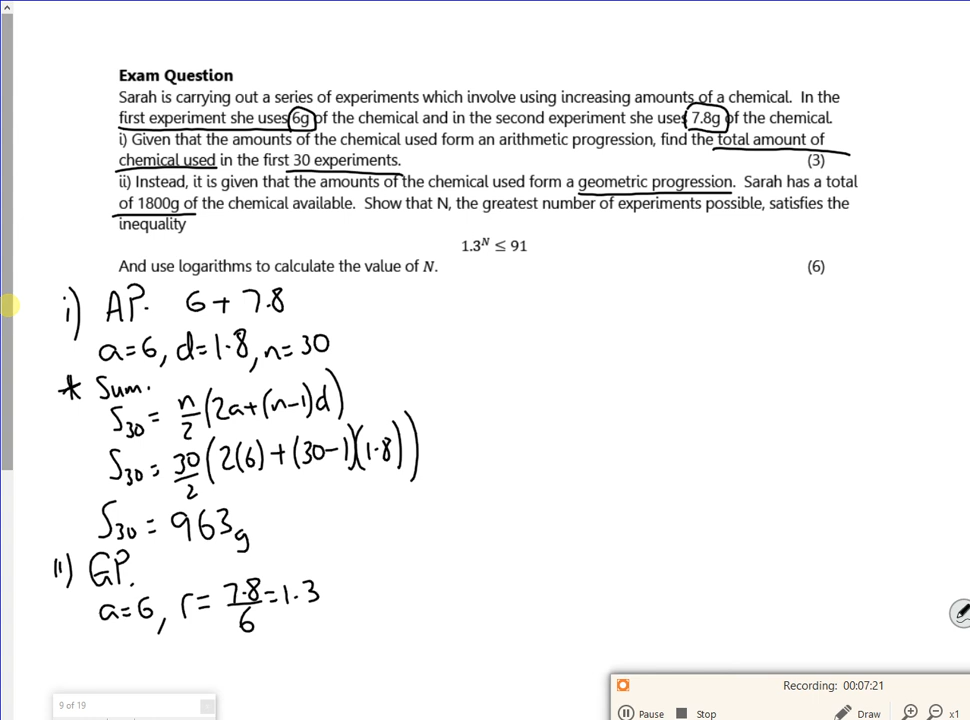 Exam Question
Sarah is carrying out a series of experiments which involve using increasing amounts of a chemical. In the
first experiment she uses 6g of the chemical and in the second experiment she uses 7.8g of the chemical.
i) Given that the amounts of the chemical used form an arithmetic progression, find the total amount of
chemical used in the first 30 experiments. (3)
ii) Instead, it is given that the amounts of the chemical used form a geometric progression. Sarah has a total
of 1800g of the chemical available. Show that N, the greatest number of experiments possible, satisfies the
inequality
1.3^N ≤ 91
And use logarithms to calculate the value of N. (6)
i) AP. 6 + 7.8
a=6, d=1.8, n=30
* Sum.
S30 = n/2 (2a+(n-1)d)
S30 = 30/2 (2(6) + (30-1)(1.8))
S30 = 963g
ii) GP.
a=6, r= 7.8/6 = 1.3
9 of 19
Recording: 00:07:21
Pause Stop Draw x1